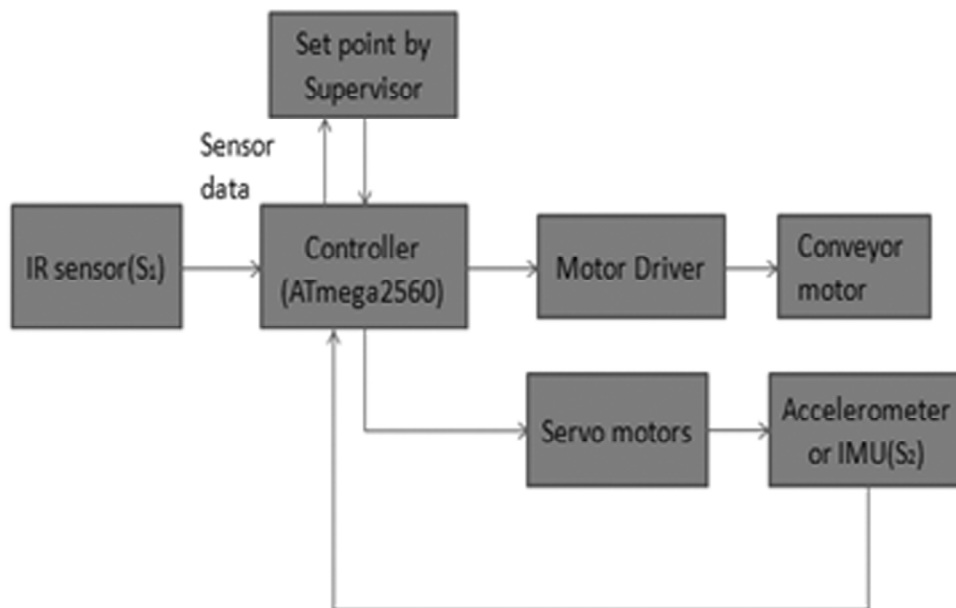 Set point by
Supervisor
Sensor
data
IR sensor(S₁)
Controller
(ATmega2560)
Motor Driver
Conveyor
motor
Servo motors
Accelerometer
or IMU(S₂)